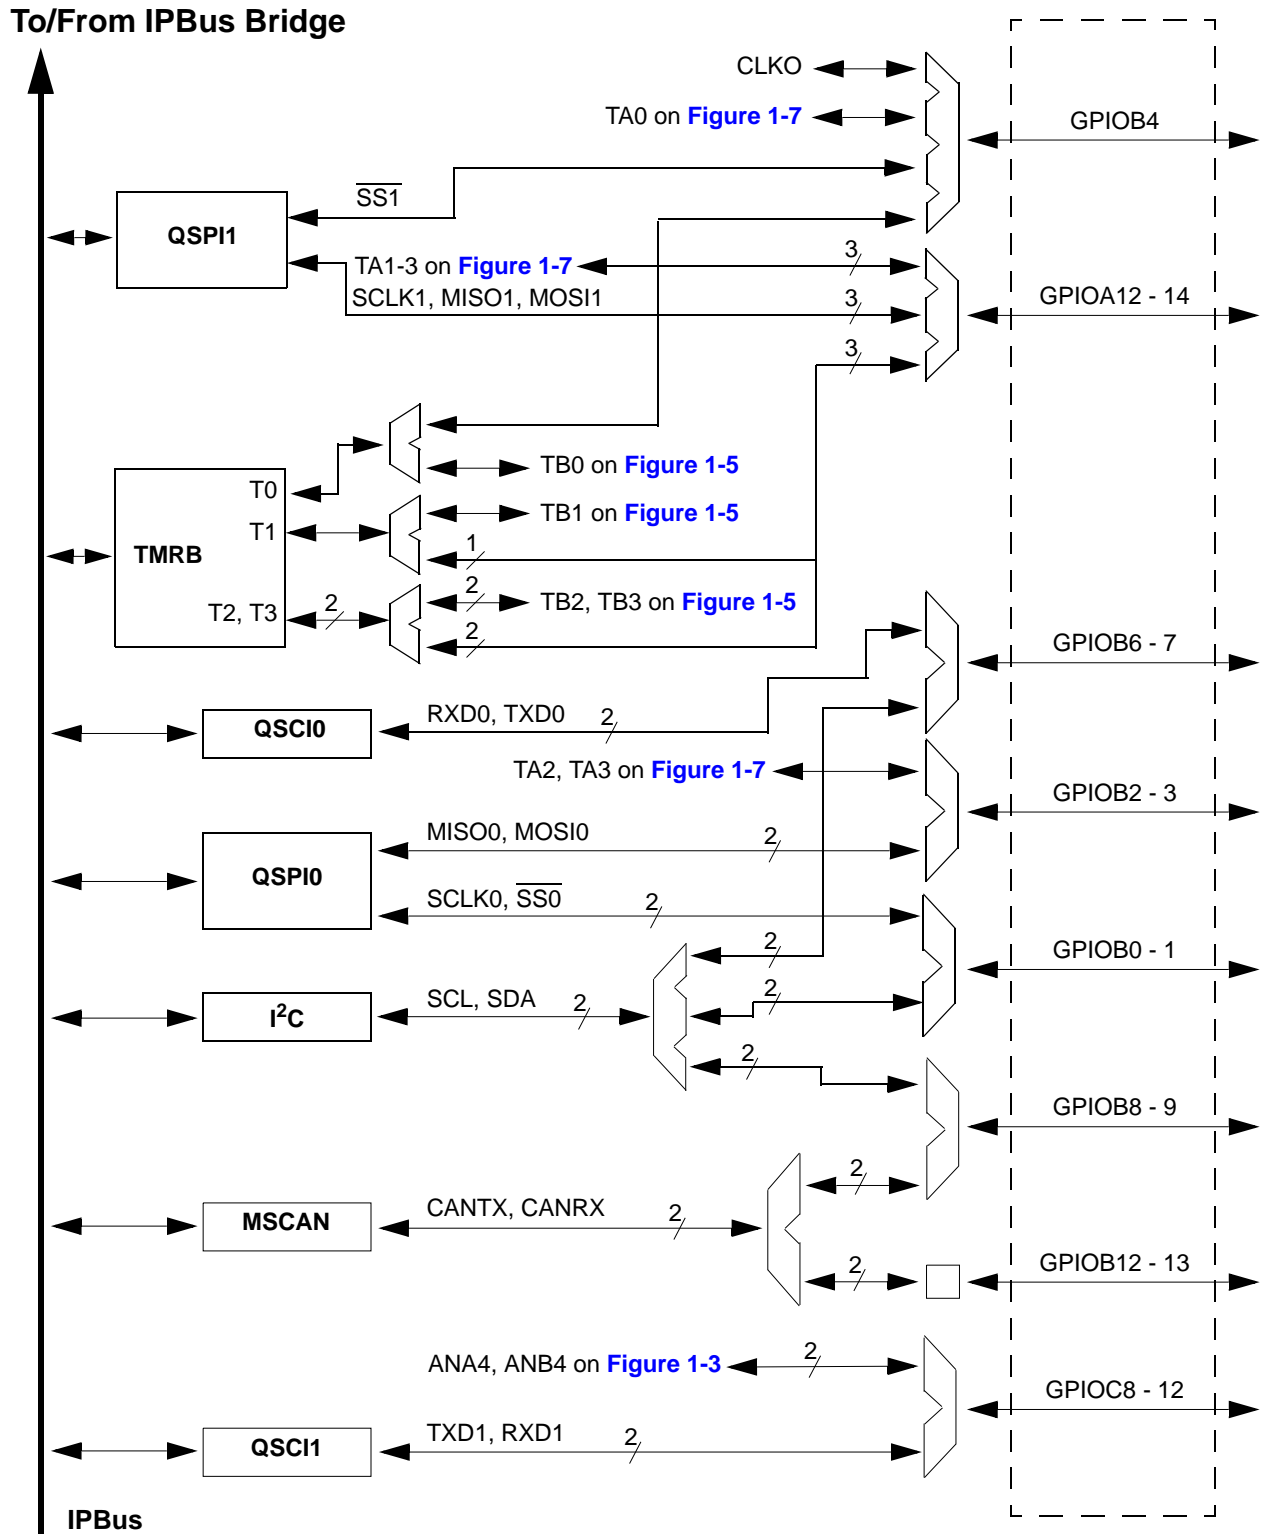 To/From IPBus Bridge
CLKO
TA0 on Figure 1-7
GPIOB4
SS1
QSPI1
TA1-3 on Figure 1-7
3
SCLK1, MISO1, MOSI1
3
GPIOA12 - 14
3
TB0 on Figure 1-5
T0
TB1 on Figure 1-5
T1
TMRB
1
2
TB2, TB3 on Figure 1-5
T2, T3
2
2
GPIOB6 - 7
RXD0, TXD0
2
QSCI0
TA2, TA3 on Figure 1-7
GPIOB2 - 3
MISO0, MOSI0
2
QSPI0
SCLK0, SS0
2
2
GPIOB0 - 1
SCL, SDA
2
2
I²C
2
GPIOB8 - 9
2
CANTX, CANRX
2
MSCAN
2
GPIOB12 - 13
ANA4, ANB4 on Figure 1-3
2
GPIOC8 - 12
TXD1, RXD1
2
QSCI1
IPBus